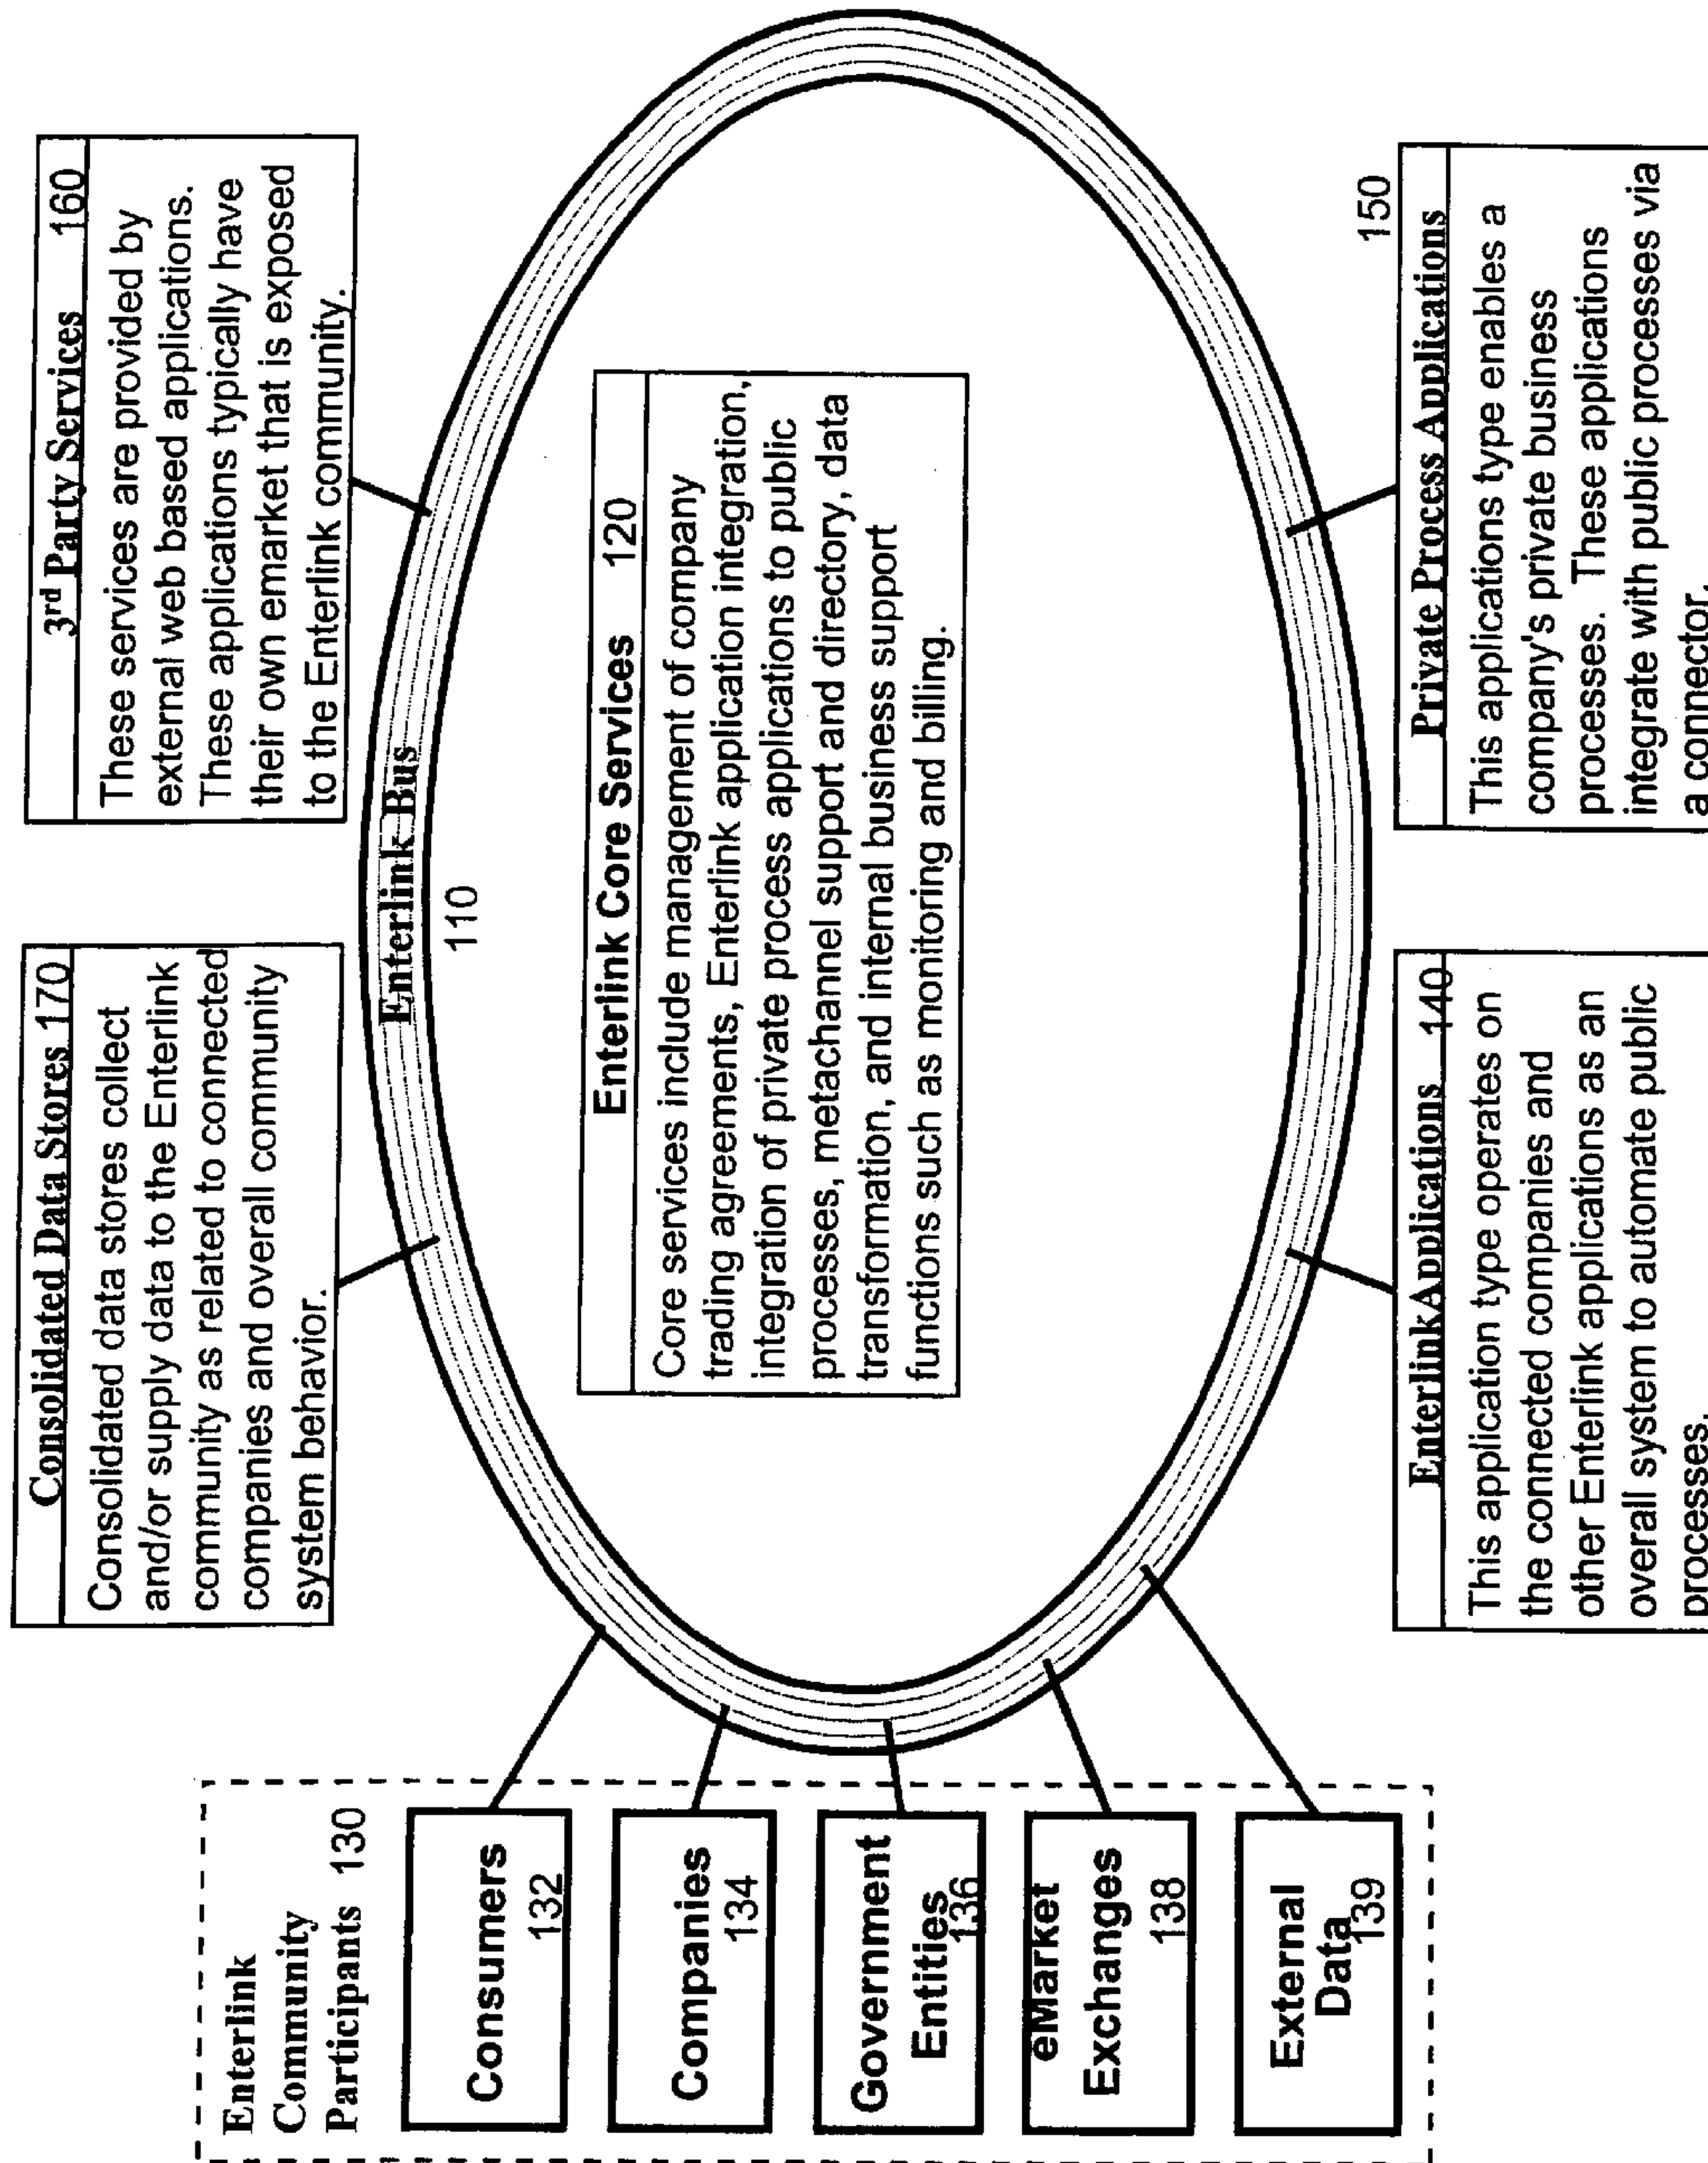 Enterlink
Community
Participants 130
Consumers
132
Companies
134
Government
Entities
136
eMarket
Exchanges
138
External
Data
139
Consolidated Data Stores 170
Consolidated data stores collect
and/or supply data to the Enterlink
community as related to connected
companies and overall community
system behavior.
3rd Party Services 160
These services are provided by
external web based applications.
These applications typically have
their own emarket that is exposed
to the Enterlink community.
Enterlink Bus
110
Enterlink Core Services 120
Core services include management of company
trading agreements, Enterlink application integration,
integration of private process applications to public
processes, metachannel support and directory, data
transformation, and internal business support
functions such as monitoring and billing.
EnterlinkApplications 140
This application type operates on
the connected companies and
other Enterlink applications as an
overall system to automate public
processes.
150
Private Process Applications
This applications type enables a
company's private business
processes. These applications
integrate with public processes via
a connector.